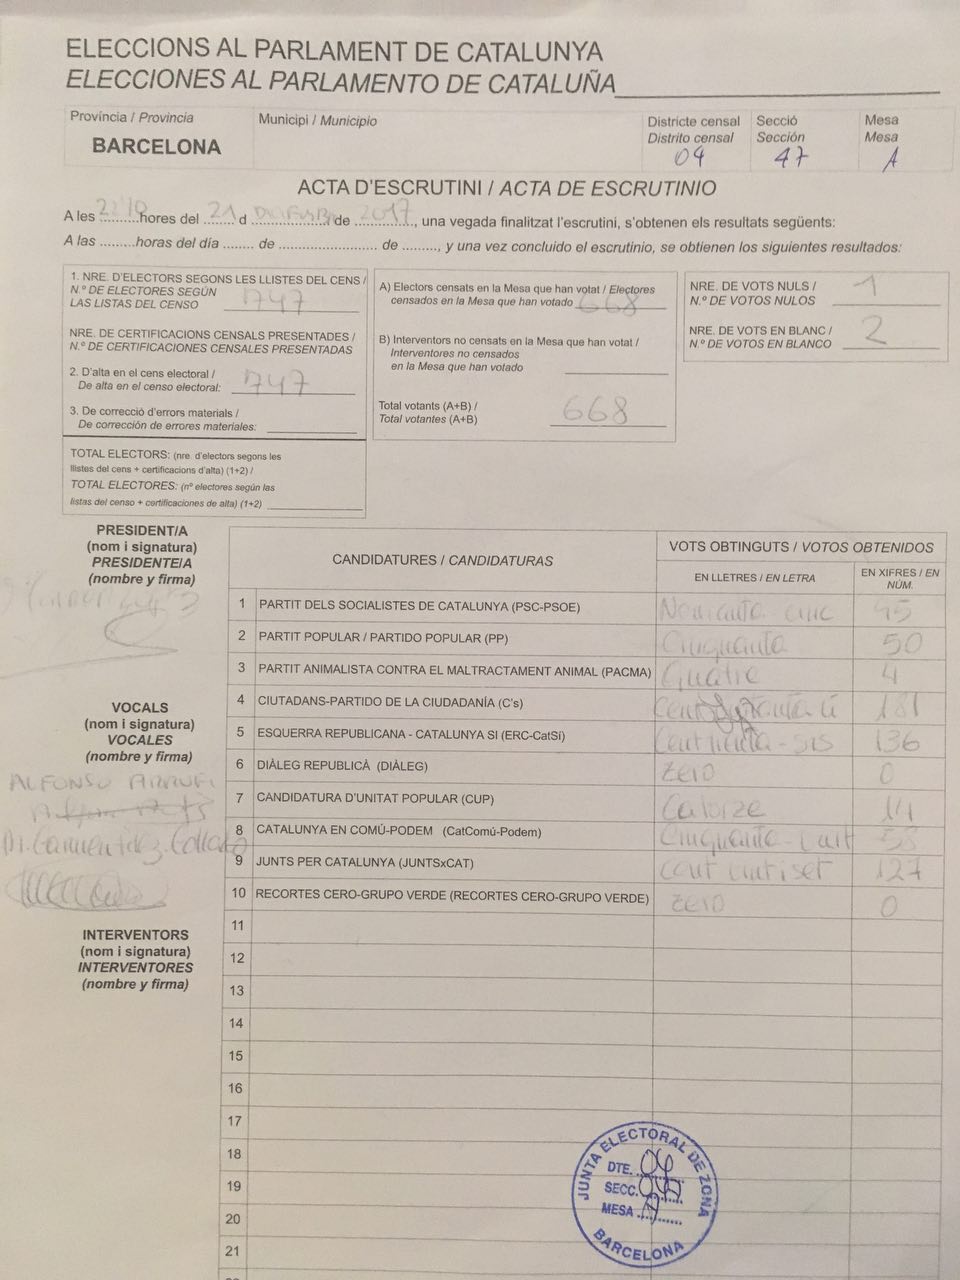 ELECCIONS AL PARLAMENT DE CATALUNYA
ELECCIONES AL PARLAMENTO DE CATALUÑA
Província / Provincia
BARCELONA
Municipi / Municipio
Districte censal
Distrito censal
04
Secció
Sección
47
Mesa
Mesa
A
ACTA D'ESCRUTINI / ACTA DE ESCRUTINIO
A les ..........hores del 21 d ............... de 2017, una vegada finalitzat l'escrutini, s'obtenen els resultats següents:
A las ..........horas del día ....... de ...................... de ........, y una vez concluido el escrutinio, se obtienen los siguientes resultados:
1. NRE. D'ELECTORS SEGONS LES LLISTES DEL CENS /
N.º DE ELECTORES SEGÚN
LAS LISTAS DEL CENSO 747
NRE. DE CERTIFICACIONS CENSALS PRESENTADES /
N.º DE CERTIFICACIONES CENSALES PRESENTADAS
2. D'alta en el cens electoral /
De alta en el censo electoral: 747
3. De correcció d'errors materials /
De corrección de errores materiales:
TOTAL ELECTORS: (nre. d'electors segons les
llistes del cens + certificacions d'alta) (1+2) /
TOTAL ELECTORES: (nº electores según las
listas del censo + certificaciones de alta) (1+2)
A) Electors censats en la Mesa que han votat / Electores
censados en la Mesa que han votado 668
B) Interventors no censats en la Mesa que han votat /
Interventores no censados
en la Mesa que han votado
Total votants (A+B) /
Total votantes (A+B) 668
NRE. DE VOTS NULS /
N.º DE VOTOS NULOS 1
NRE. DE VOTS EN BLANC /
N.º DE VOTOS EN BLANCO 2
PRESIDENT/A
(nom i signatura)
PRESIDENTE/A
(nombre y firma)
VOCALS
(nom i signatura)
VOCALES
(nombre y firma)
ALFONSO
INTERVENTORS
(nom i signatura)
INTERVENTORES
(nombre y firma)
CANDIDATURES / CANDIDATURAS
VOTS OBTINGUTS / VOTOS OBTENIDOS
EN LLETRES / EN LETRA
EN XIFRES / EN
NÚM.
1 PARTIT DELS SOCIALISTES DE CATALUNYA (PSC-PSOE) Noranta cinc 95
2 PARTIT POPULAR / PARTIDO POPULAR (PP) Cinquanta 50
3 PARTIT ANIMALISTA CONTRA EL MALTRACTAMENT ANIMAL (PACMA) Quatre 4
4 CIUTADANS-PARTIDO DE LA CIUDADANÍA (C's) 181
5 ESQUERRA REPUBLICANA - CATALUNYA SI (ERC-CatSí) Cent trenta-sis 136
6 DIÀLEG REPUBLICÀ (DIÀLEG) zero 0
7 CANDIDATURA D'UNITAT POPULAR (CUP) Catorze 14
8 CATALUNYA EN COMÚ-PODEM (CatComú-Podem) Cinquanta-vuit 58
9 JUNTS PER CATALUNYA (JUNTSxCAT) cent vint i set 127
10 RECORTES CERO-GRUPO VERDE (RECORTES CERO-GRUPO VERDE) zero 0
11
12
13
14
15
16
17
18
19
20
21
JUNTA ELECTORAL DE ZONA
DTE. 04
SECC.
MESA A
BARCELONA